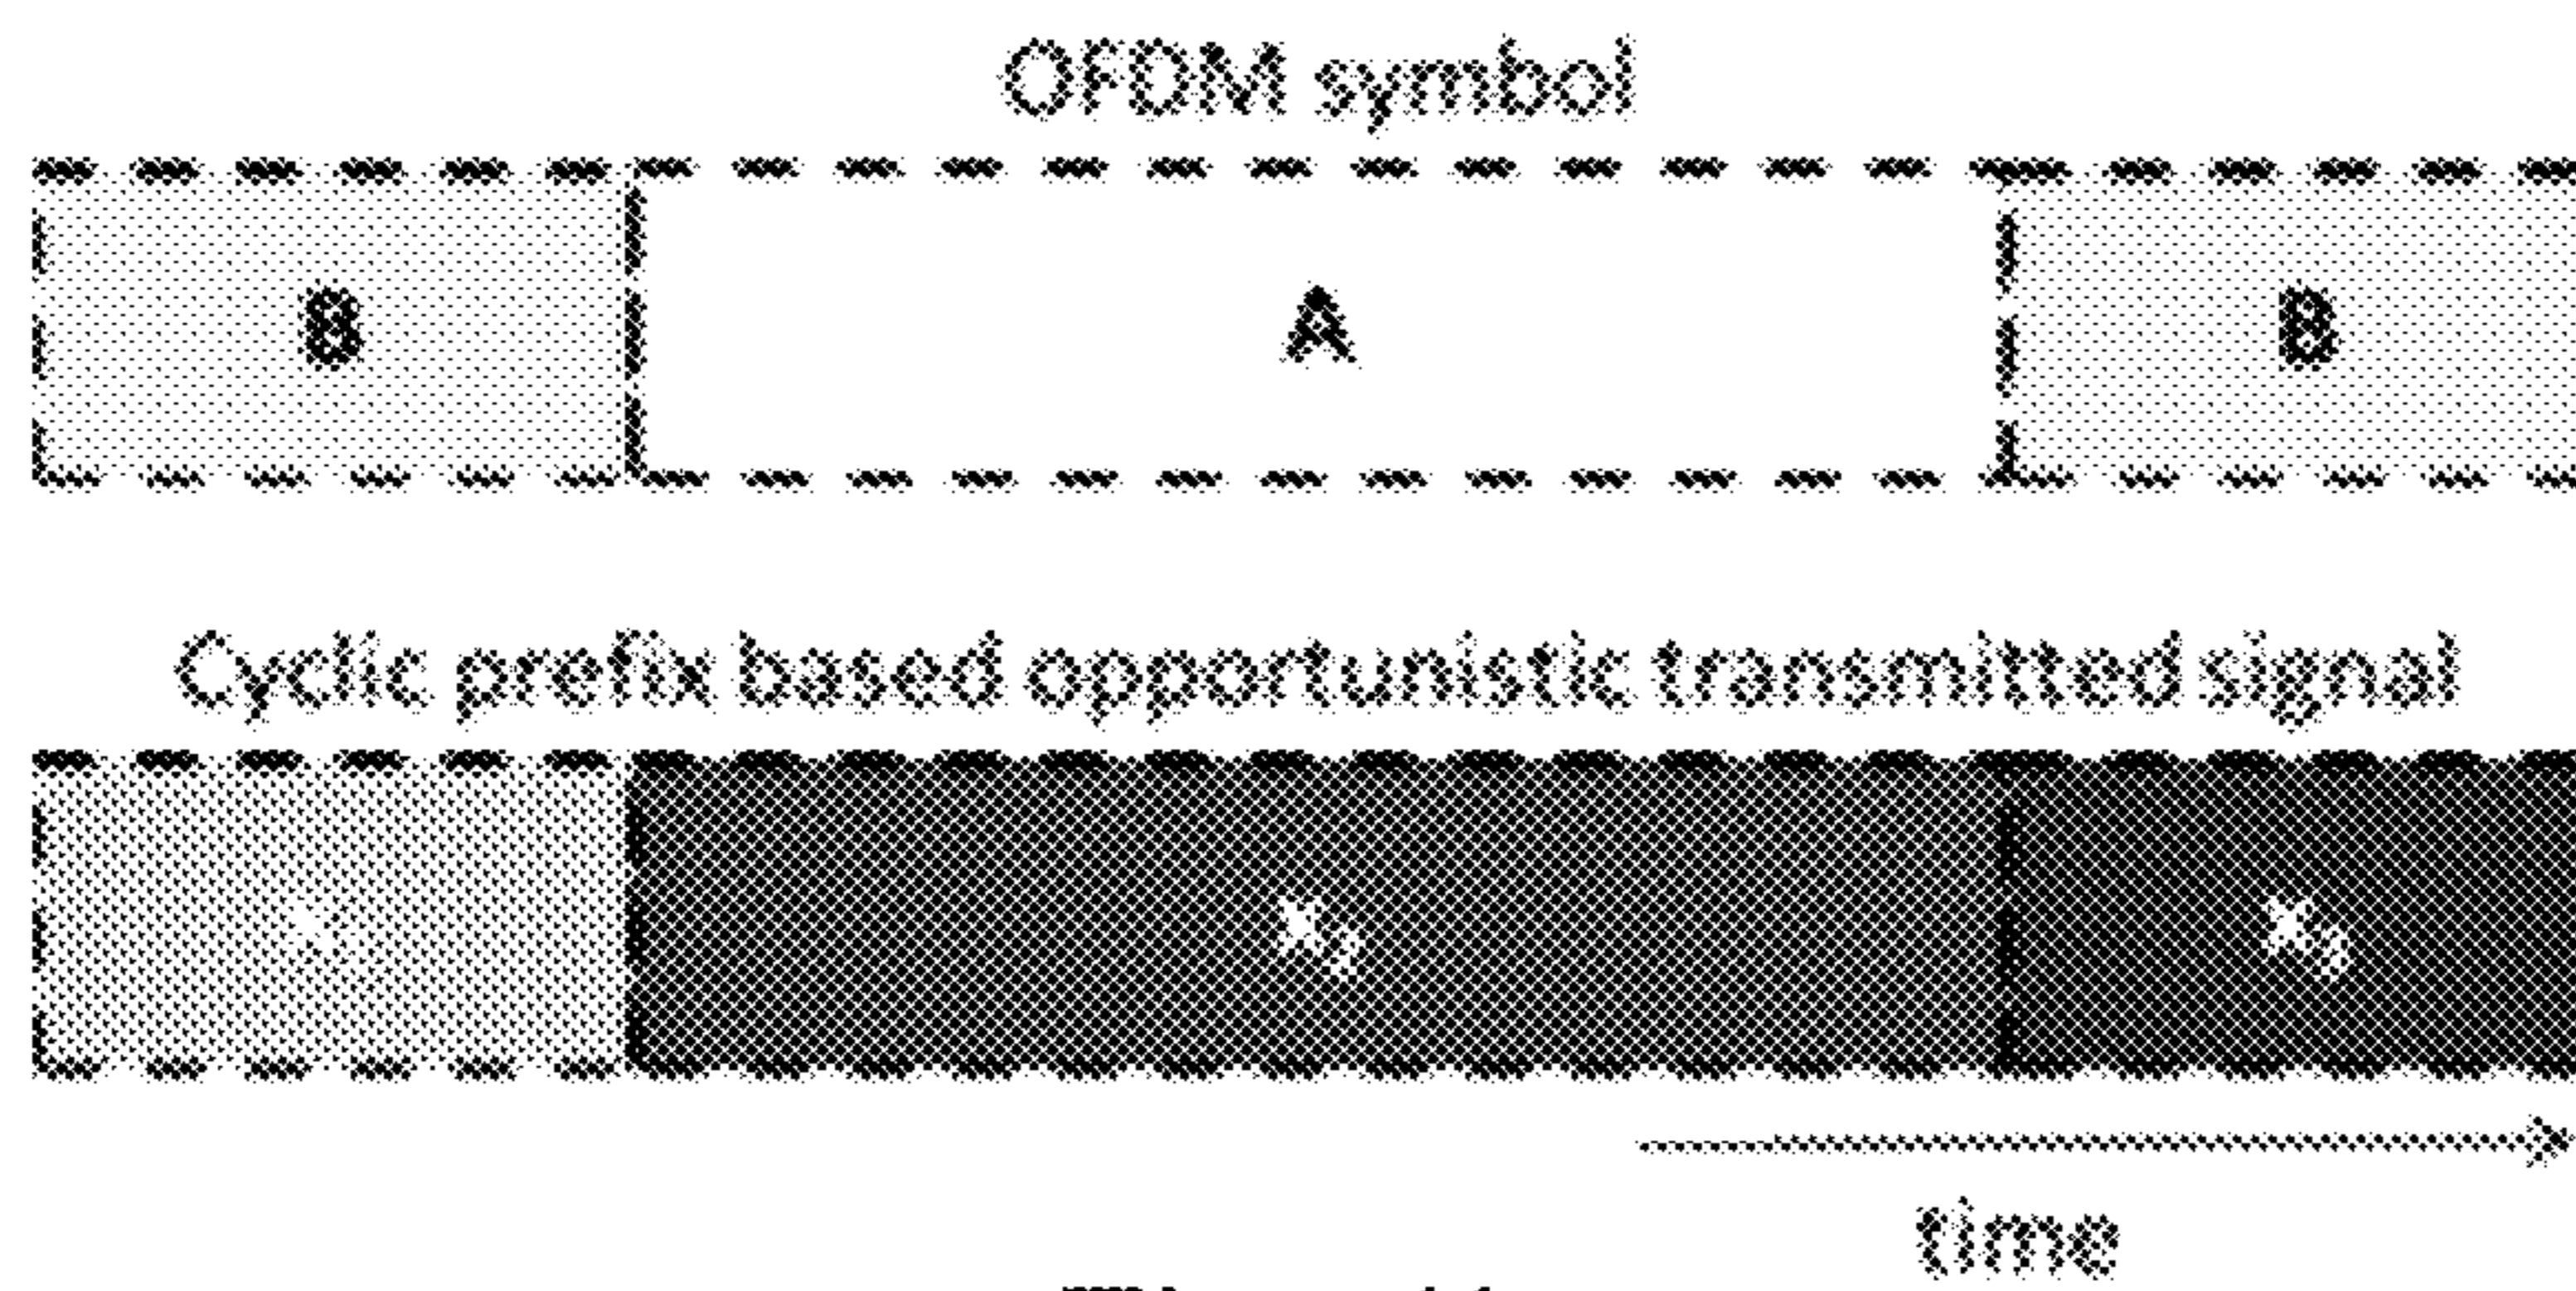 OFDM symbol
B A B
Cyclic prefix based opportunistic transmitted signal
time